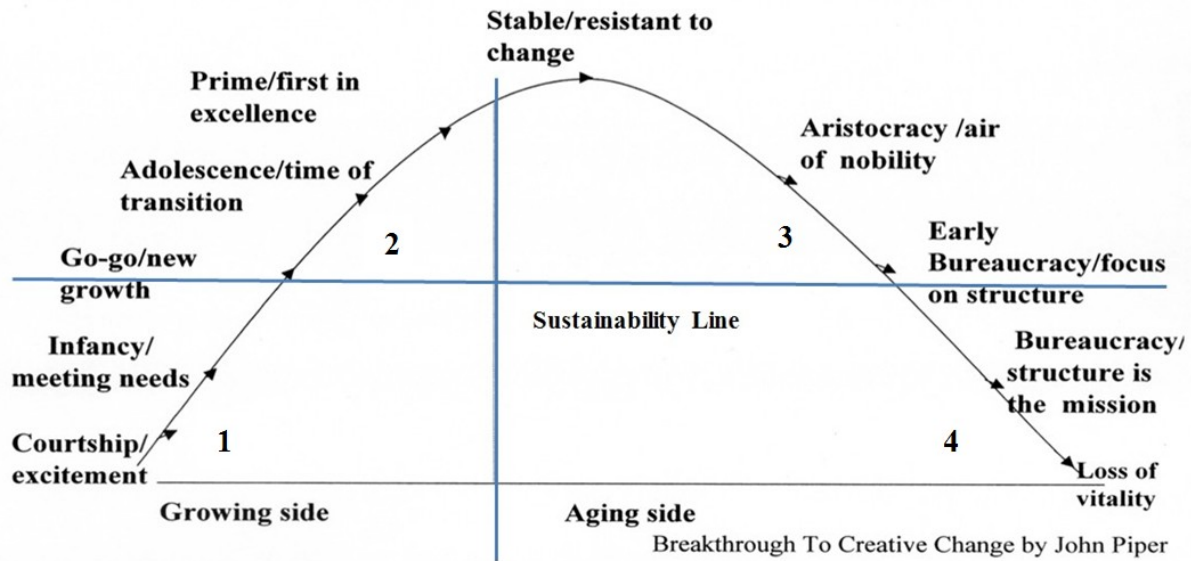 Stable/resistant to
change
Prime/first in
excellence
Aristocracy /air
of nobility
Adolescence/time of
transition
2
3
Early
Bureaucracy/focus
on structure
Go-go/new
growth
Sustainability Line
Infancy/
meeting needs
Bureaucracy/
structure is
the mission
Courtship/
excitement
1
4
Loss of
vitality
Growing side
Aging side
Breakthrough To Creative Change by John Piper